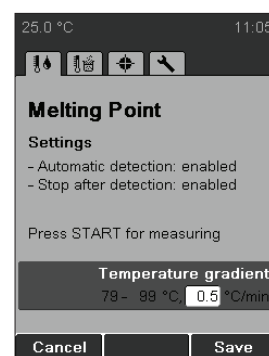 25.0 °C 11:05
Melting Point
Settings
- Automatic detection: enabled
- Stop after detection: enabled
Press START for measuring
Temperature gradient
79 - 99 °C, 0.5 °C/min
Cancel Save